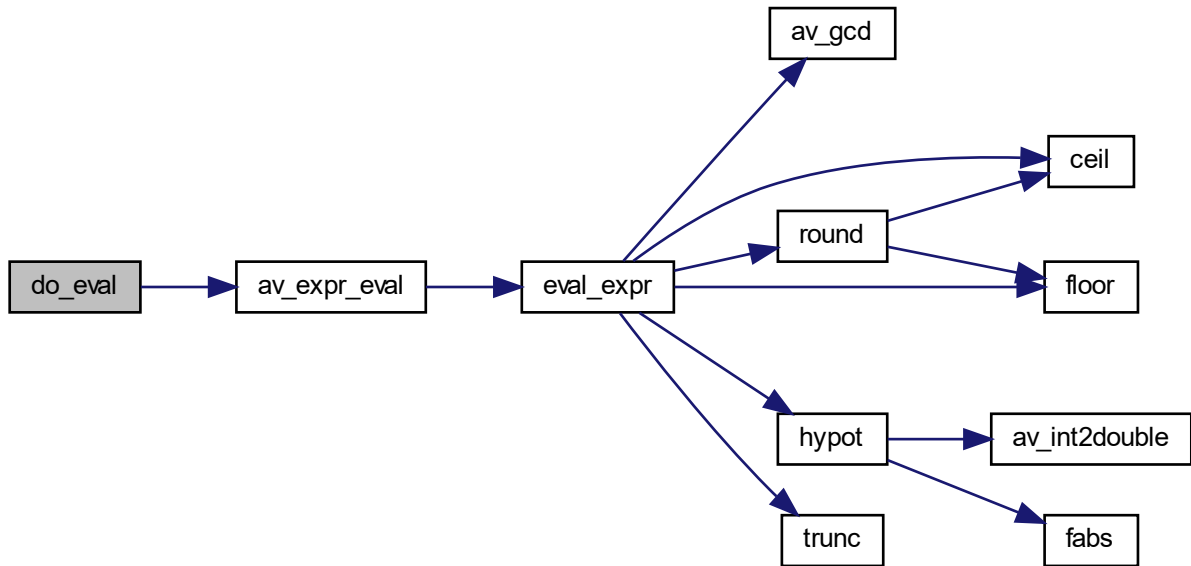 av_gcd
ceil
round
do_eval
av_expr_eval
eval_expr
floor
hypot
av_int2double
trunc
fabs